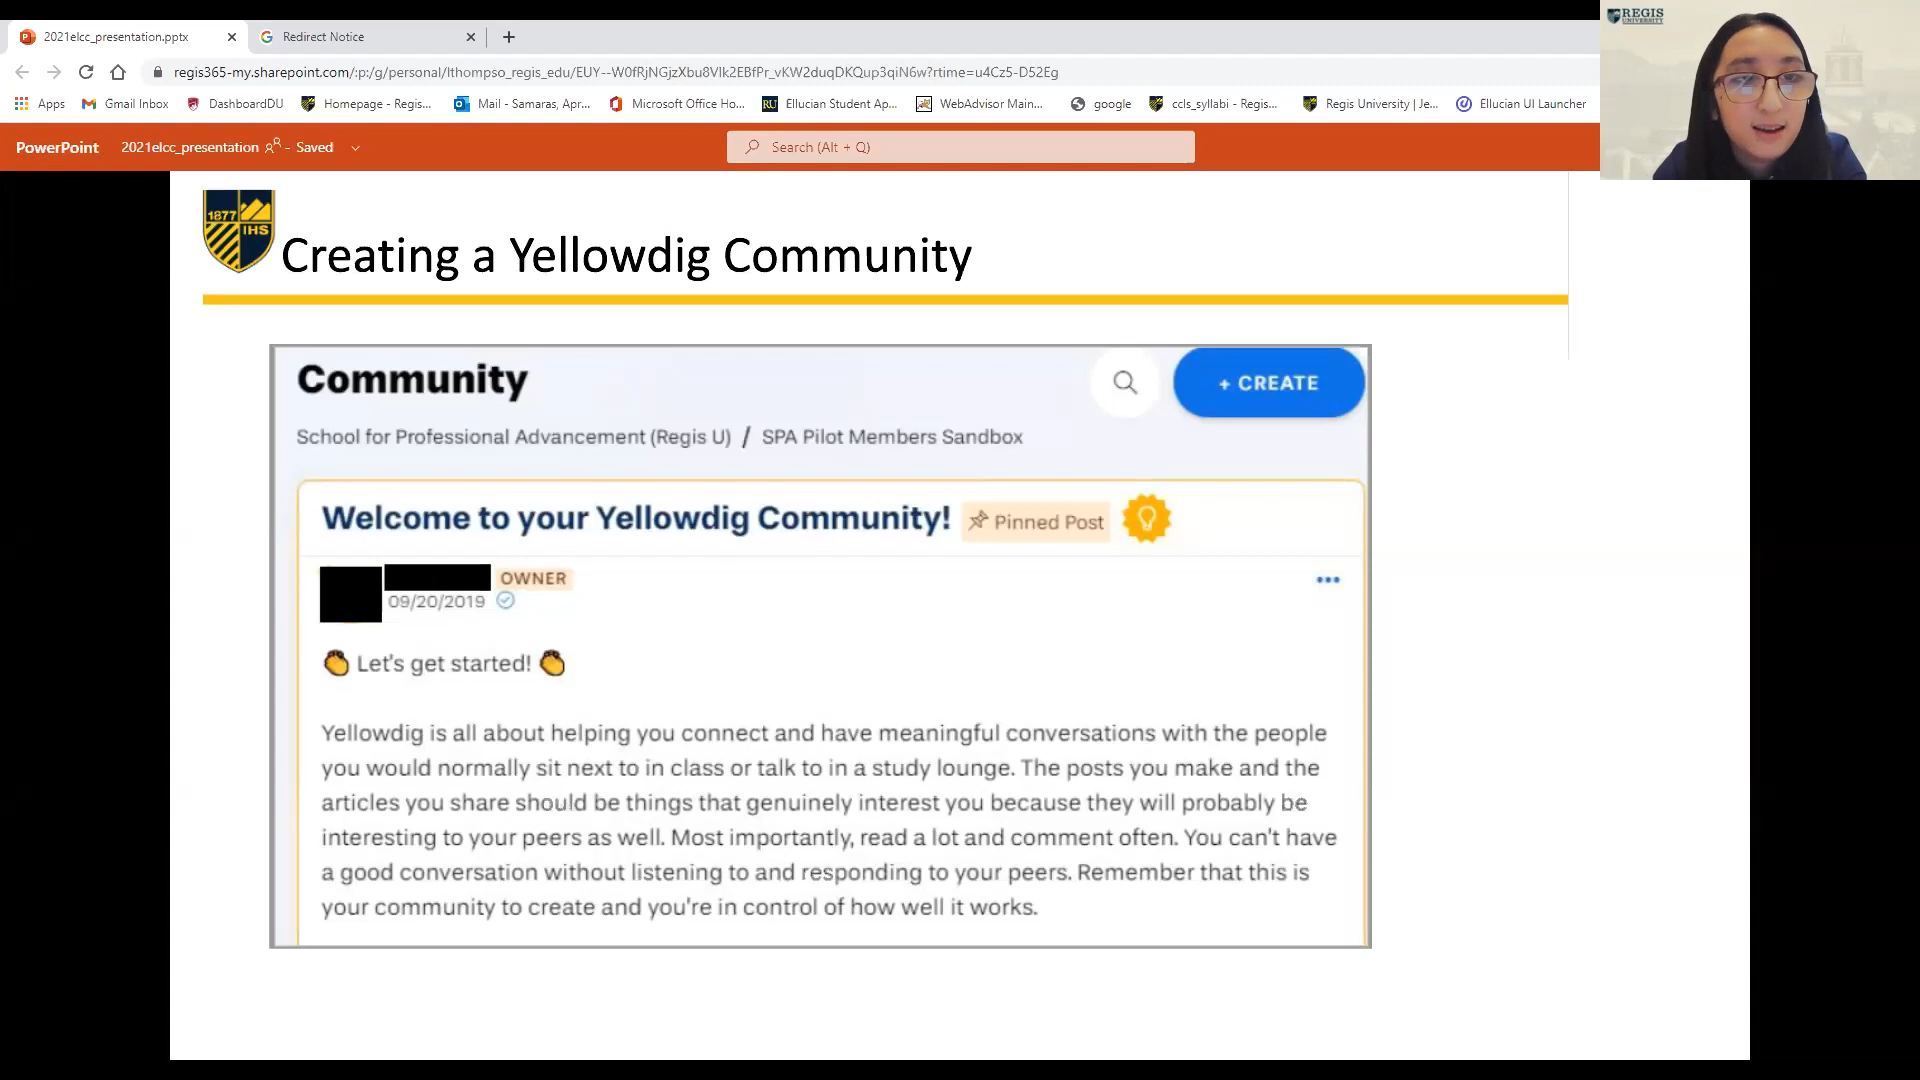 2021elcc_presentation.pptx
Redirect Notice
regis365-my.sharepoint.com/:p:/g/personal/lthompso_regis_edu/EUY--W0fRjNGjzXbu8Vlk2EBfPr_vKW2duqDKQup3qiN6w?rtime=u4Cz5-D52Eg
Apps Gmail Inbox DashboardDU Homepage - Regis... Mail - Samaras, Apr... Microsoft Office Ho... RU Ellucian Student Ap... WebAdvisor Main... google ccls_syllabi - Regis... Regis University | Je... Ellucian UI Launcher
PowerPoint 2021elcc_presentation - Saved Search (Alt + Q)
REGIS
UNIVERSITY
1877
IHS
Creating a Yellowdig Community
Community
+ CREATE
School for Professional Advancement (Regis U) / SPA Pilot Members Sandbox
Welcome to your Yellowdig Community! Pinned Post
OWNER
09/20/2019
👏 Let's get started! 👏
Yellowdig is all about helping you connect and have meaningful conversations with the people
you would normally sit next to in class or talk to in a study lounge. The posts you make and the
articles you share should be things that genuinely interest you because they will probably be
interesting to your peers as well. Most importantly, read a lot and comment often. You can't have
a good conversation without listening to and responding to your peers. Remember that this is
your community to create and you're in control of how well it works.